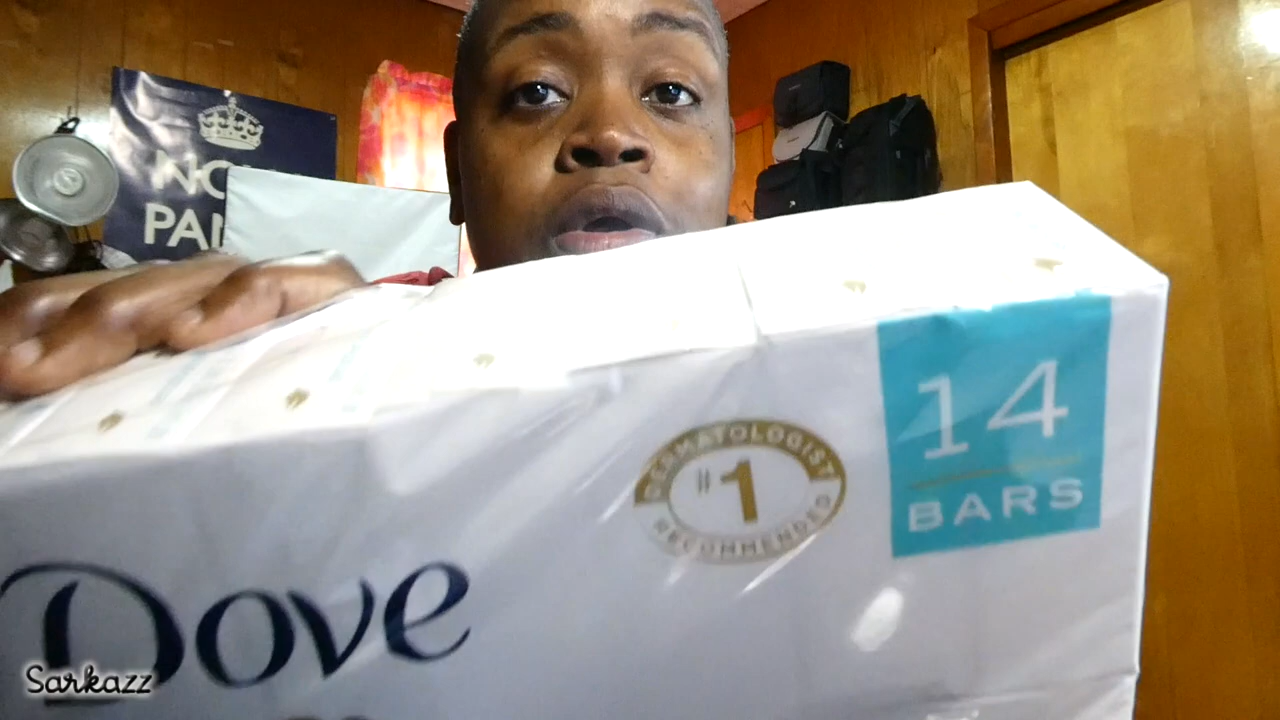 NO
PAN
DERMATOLOGIST
#1
RECOMMENDED
14
BARS
Dove
Sarkazz